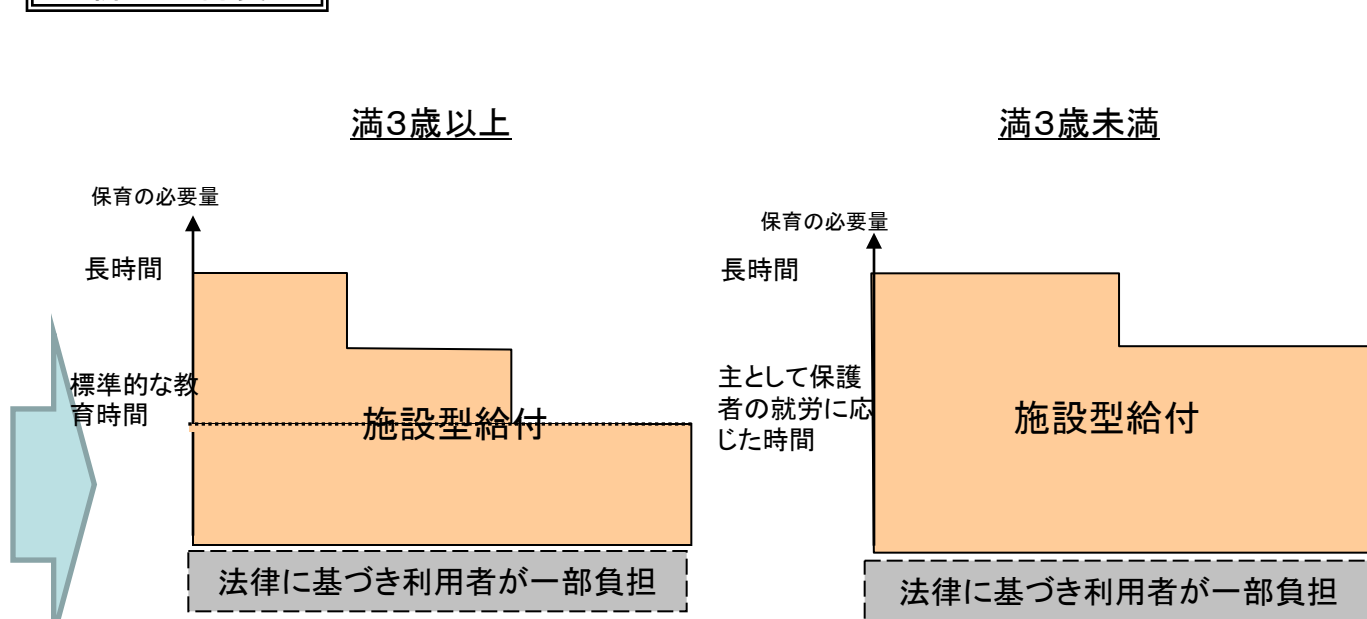 満3歳以上
保育の必要量
長時間
標準的な教
育時間
施設型給付
法律に基づき利用者が一部負担
満3歳未満
保育の必要量
長時間
主として保護
者の就労に応
じた時間
施設型給付
法律に基づき利用者が一部負担